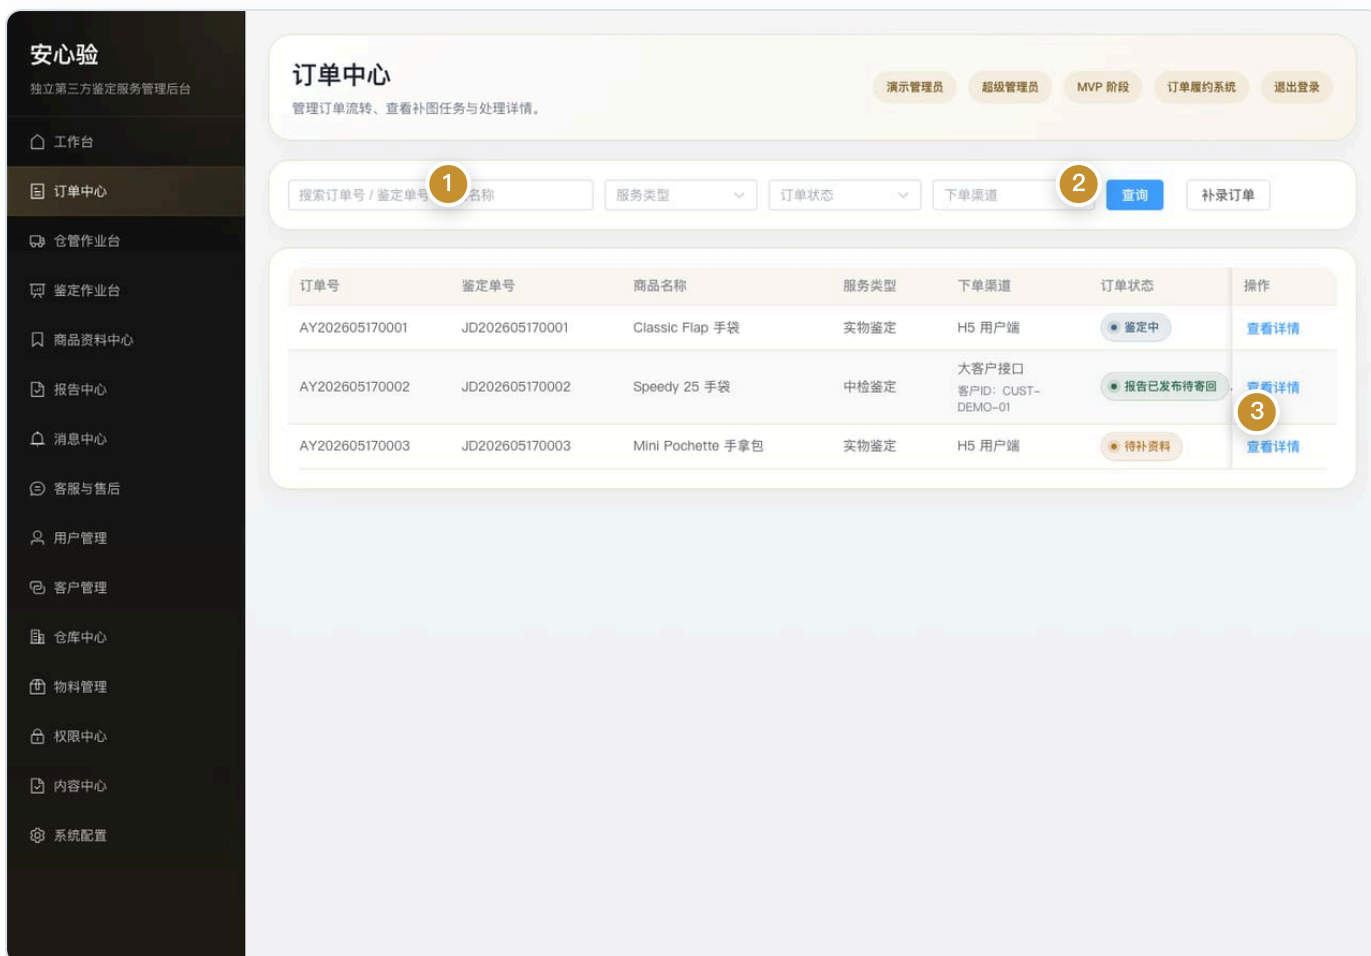 安心验
独立第三方鉴定服务管理后台
工作台
订单中心
仓管作业台
鉴定作业台
商品资料中心
报告中心
消息中心
客服与售后
用户管理
客户管理
仓库中心
物料管理
权限中心
内容中心
系统配置
订单中心
管理订单流转、查看补图任务与处理详情。
演示管理员 超级管理员 MVP 阶段 订单履约系统 退出登录
搜索订单号 / 鉴定单号 1 名称 服务类型 订单状态 下单渠道 2 查询 补录订单
订单号 鉴定单号 商品名称 服务类型 下单渠道 订单状态 操作
AY202605170001 JD202605170001 Classic Flap 手袋 实物鉴定 H5 用户端 鉴定中 查看详情
AY202605170002 JD202605170002 Speedy 25 手袋 中检鉴定 大客户接口 报告已发布待寄回 查看详情
客户ID: CUST-
DEMO-01
3
AY202605170003 JD202605170003 Mini Pochette 手拿包 实物鉴定 H5 用户端 待补资料 查看详情